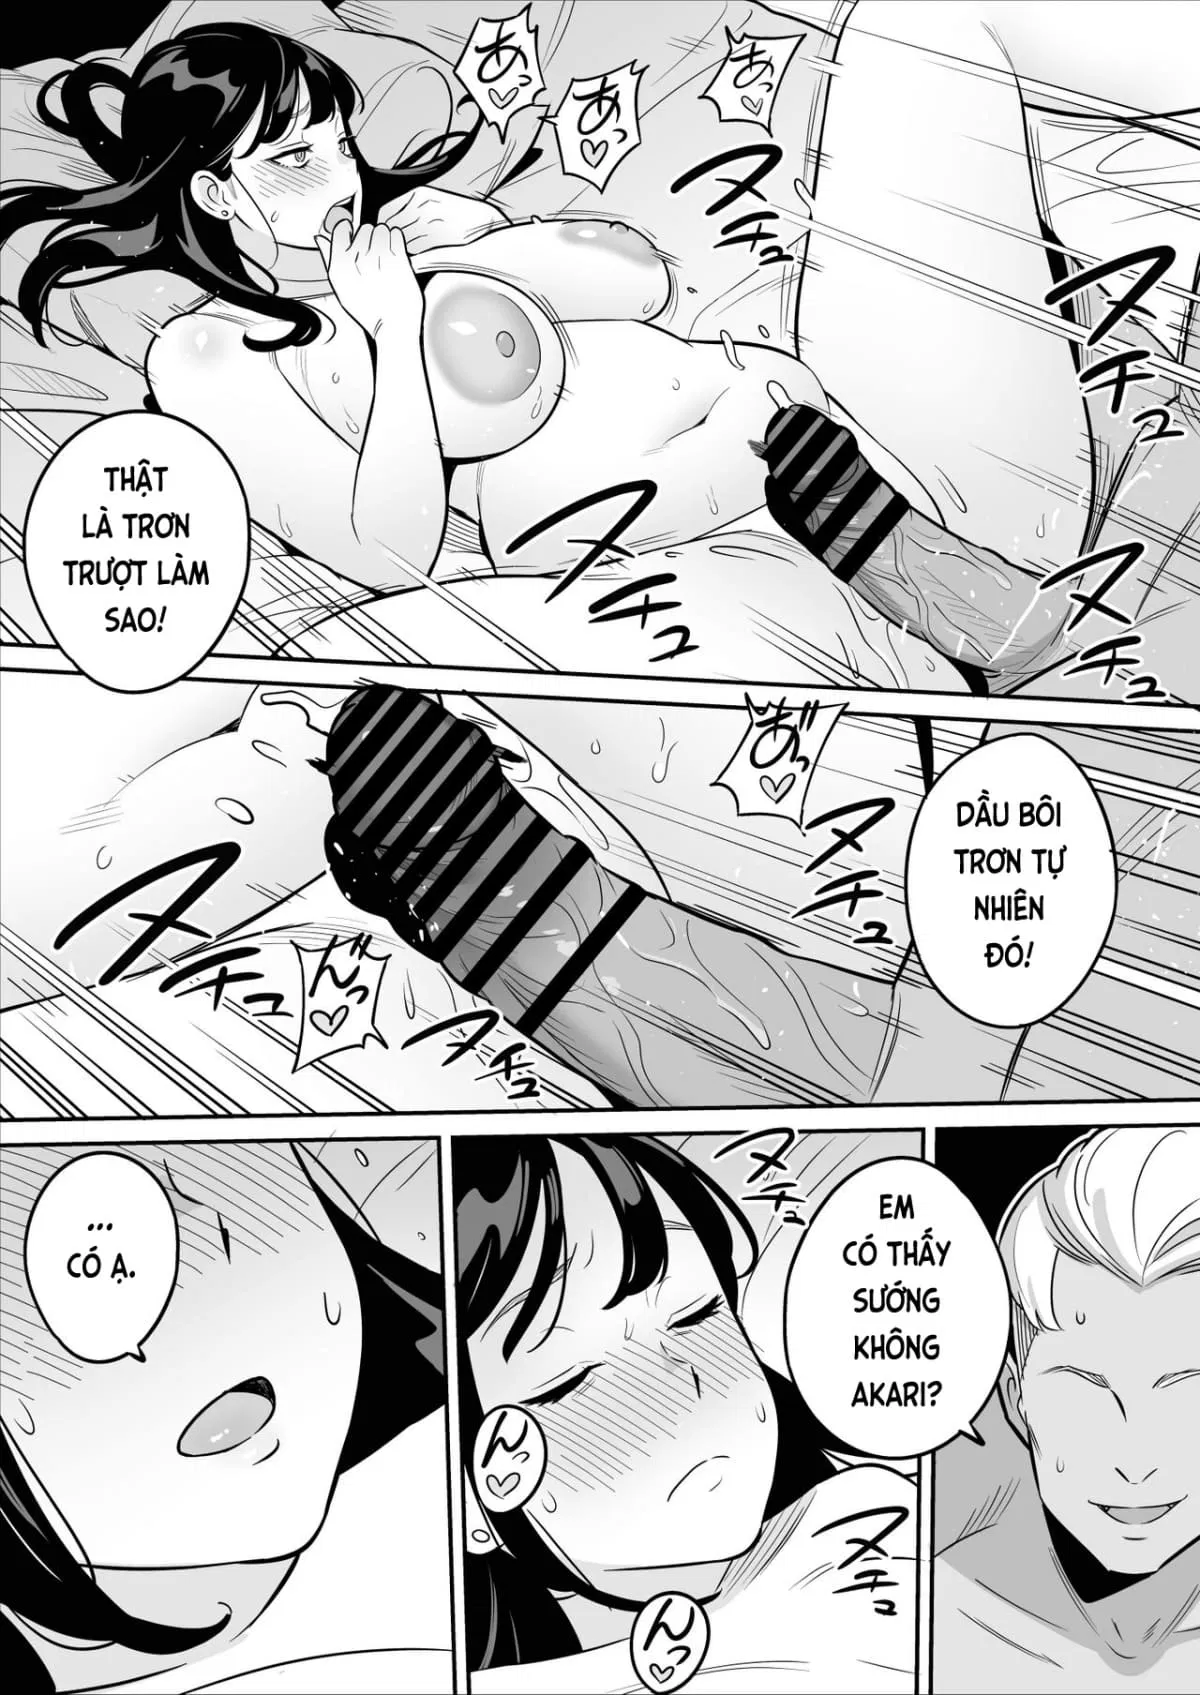 あっ♡
あっ♡
あっ♡
ヌチュ
ヌチュ
THẬT
LÀ TRƠN
TRƯỢT LÀM
SAO!
ヌチュ
ヌチュ
ヌチュ
あ゛っ♡
DẦU BÔI
TRƠN TỰ
NHIÊN
ĐÓ!
ヌチュ
ヌチュ
ん゛っ♡
ヌチュ
EM
CÓ THẤY
SƯỚNG
KHÔNG
AKARI?
ヌチュ
んっ♡
ヌチュ
んっ♡
...
CÓ Ạ.